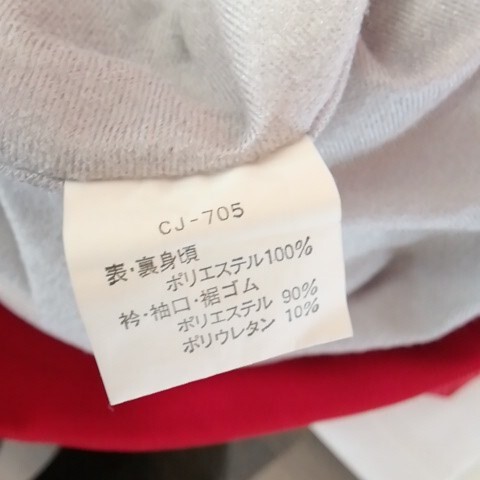 CJ-705
表・裏身頃
ポリエステル100%
衿・袖口・裾ゴム
ポリエステル 90%
ポリウレタン 10%